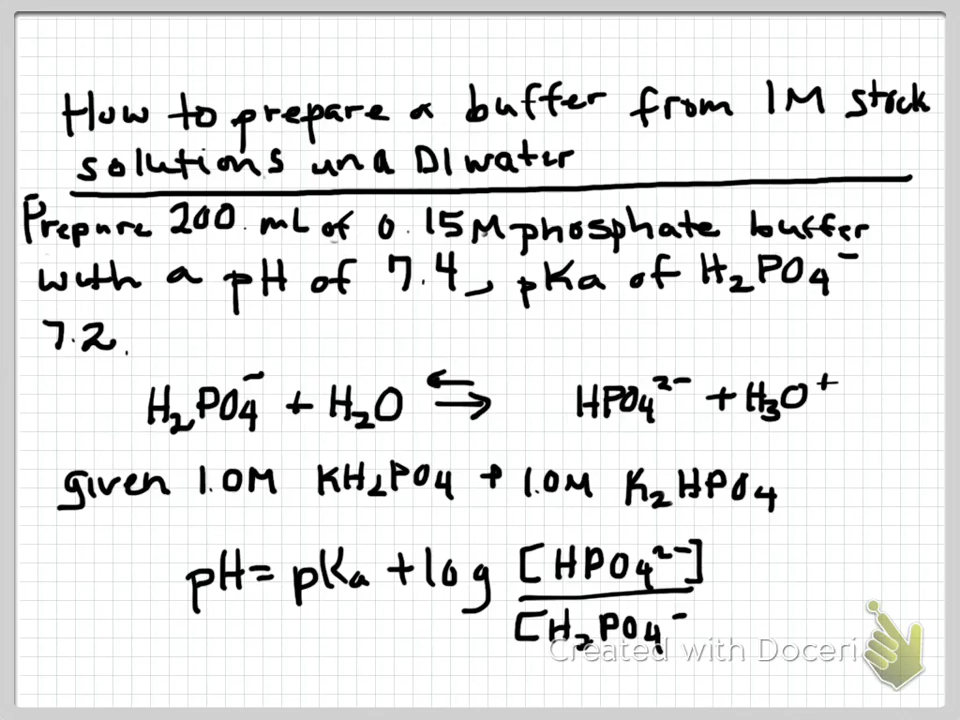 How to prepare a buffer from 1M stock
solutions and DI water
Prepare 200 mL of 0.15M phosphate buffer
with a pH of 7.4, pKa of H₂PO₄⁻
7.2.
H₂PO₄⁻ + H₂O ⇌ HPO₄²⁻ + H₃O⁺
given 1.0M KH₂PO₄ + 1.0M K₂HPO₄
pH = pKa + log [HPO₄²⁻]
[H₂PO₄⁻
Created with Doceri